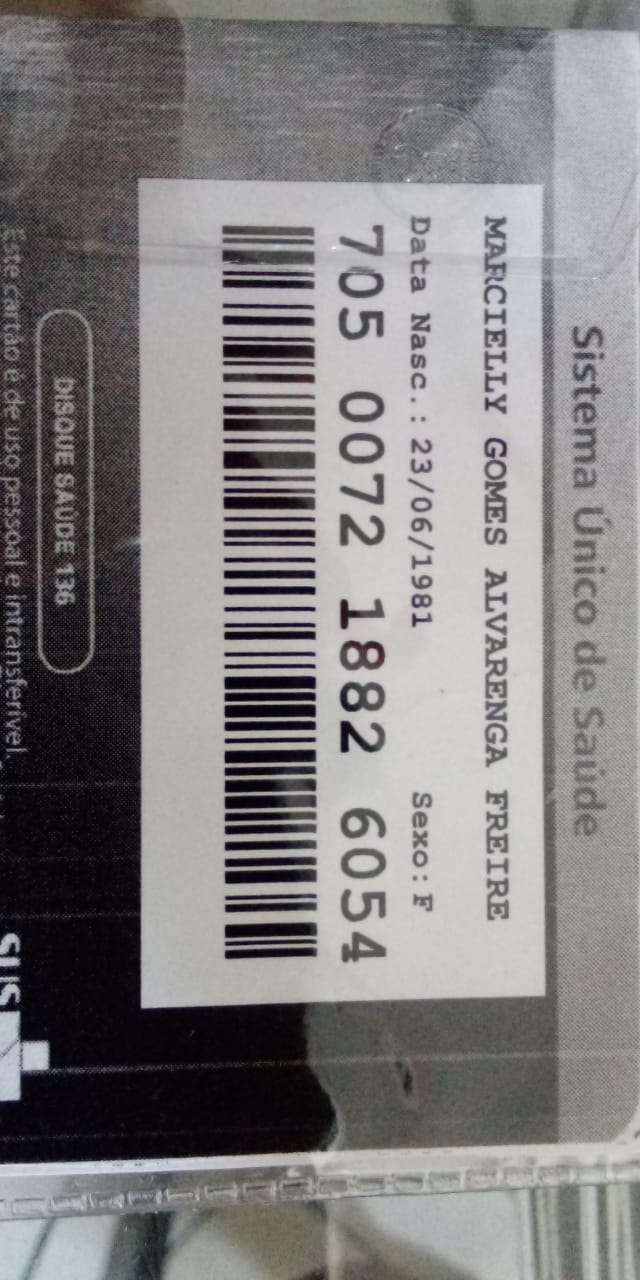 Sistema Único de Saúde
MARCIELLY GOMES ALVARENGA FREIRE
Data Nasc.: 23/06/1981 Sexo: F
705 0072 1882 6054
DISQUE SAÚDE 136
Este cartão é de uso pessoal e intransferível.
SUS